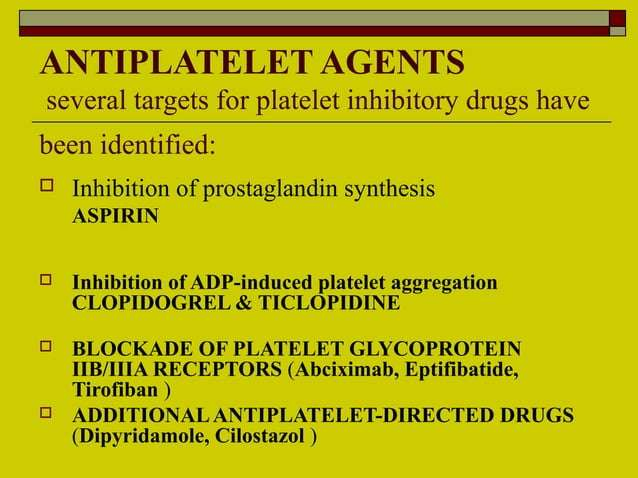 ANTIPLATELET AGENTS
several targets for platelet inhibitory drugs have
been identified:
Inhibition of prostaglandin synthesis
ASPIRIN
Inhibition of ADP-induced platelet aggregation
CLOPIDOGREL & TICLOPIDINE
BLOCKADE OF PLATELET GLYCOPROTEIN
IIB/IIIA RECEPTORS (Abciximab, Eptifibatide,
Tirofiban )
ADDITIONAL ANTIPLATELET-DIRECTED DRUGS
(Dipyridamole, Cilostazol )